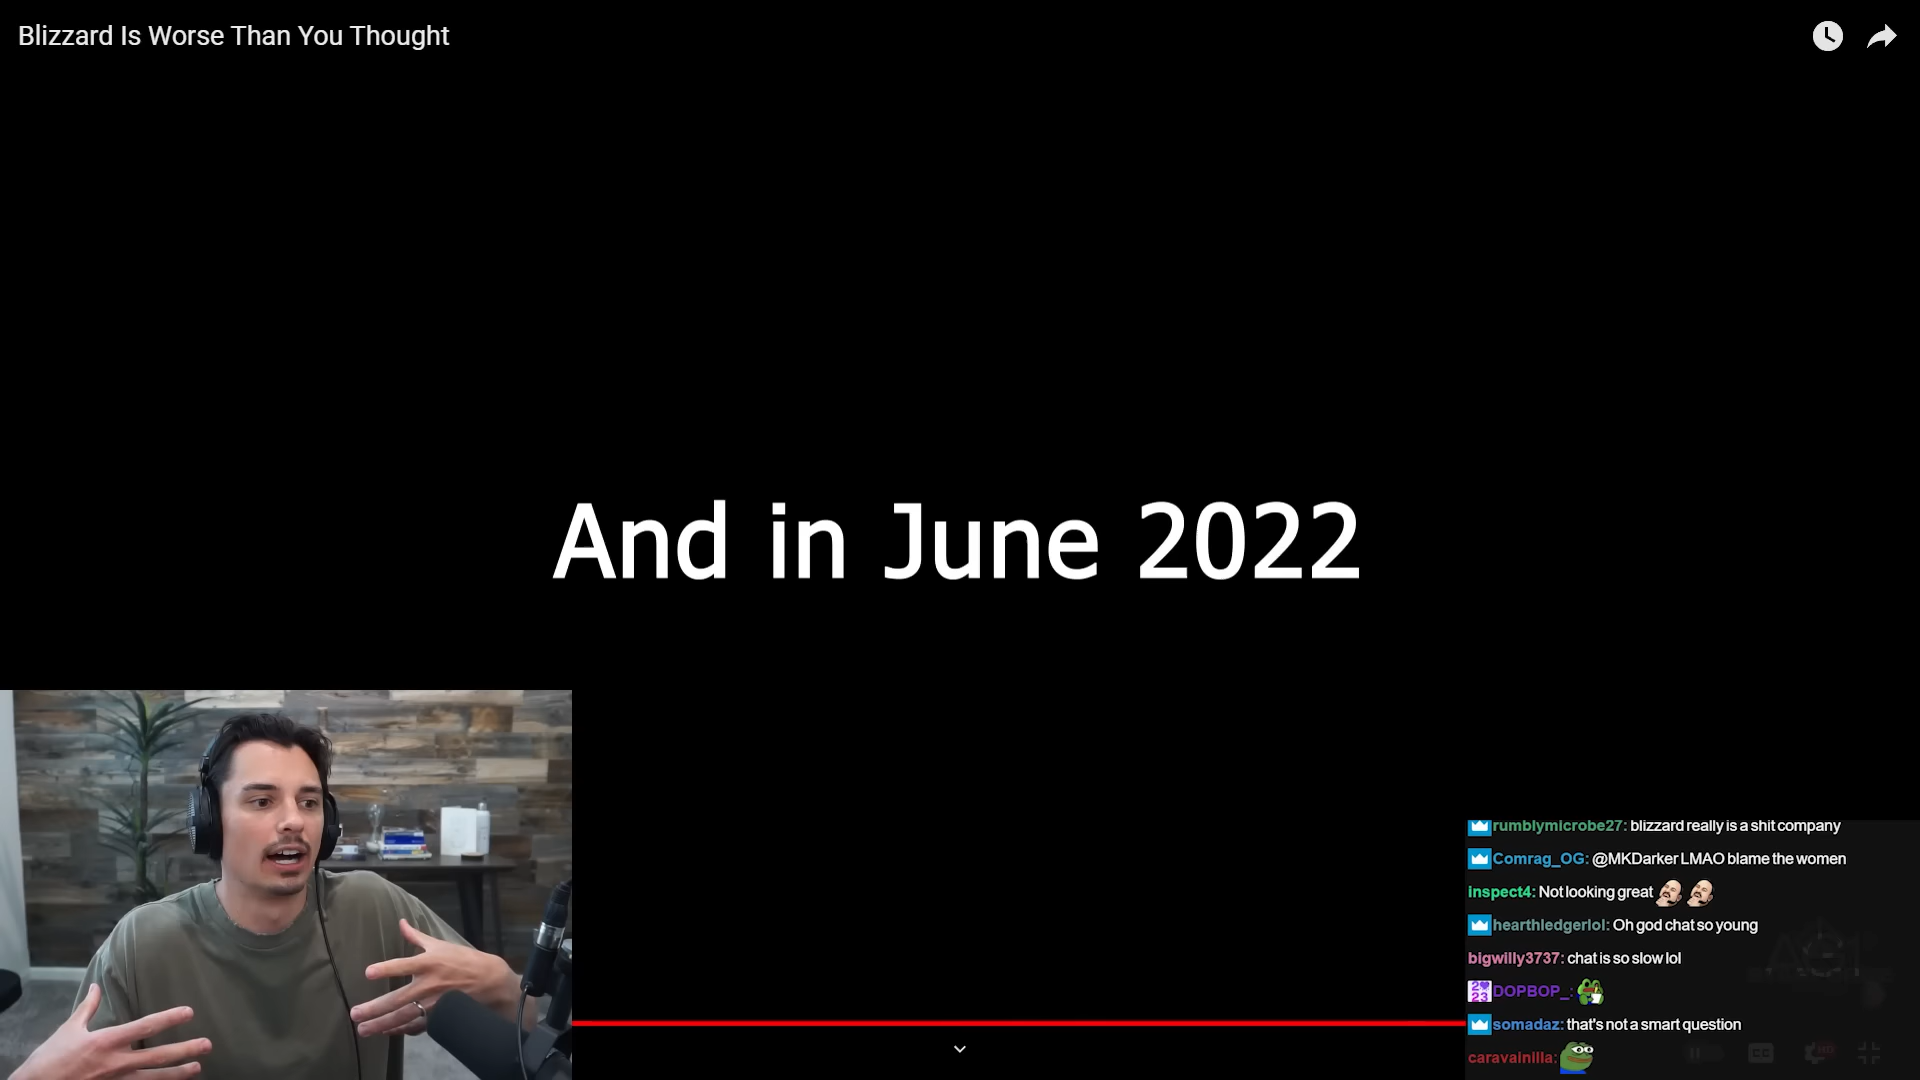 Blizzard Is Worse Than You Thought
And in June 2022
rumblymicrobe27: blizzard really is a shit company
Comrag_OG: @MKDarker LMAO blame the women
inspect4: Not looking great
hearthledgerlol: Oh god chat so young
bigwilly3737: chat is so slow lol
DOPBOP_:
somadaz: that's not a smart question
caravainilla:
CC
HD